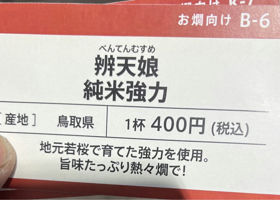 お燗向け B-6
べんてんむすめ
辨天娘
純米強力
[産地] 鳥取県 1杯 400円(税込)
地元若桜で育てた強力を使用。
旨味たっぷり熱々燗で!